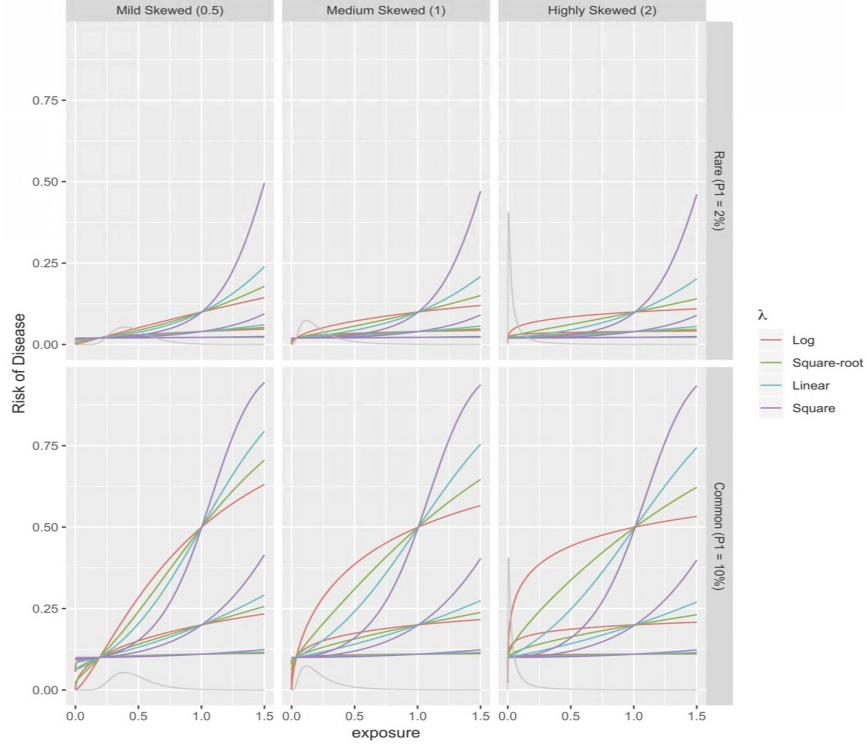 Mild Skewed (0.5) Medium Skewed (1) Highly Skewed (2)
0.75
0.50
0.25
0.00
Rare (P1 = 2%)
0.75
0.50
0.25
0.00
Common (P1 = 10%)
Risk of Disease
0.0 0.5 1.0 1.5 0.0 0.5 1.0 1.5 0.0 0.5 1.0 1.5
exposure
λ
Log
Square-root
Linear
Square